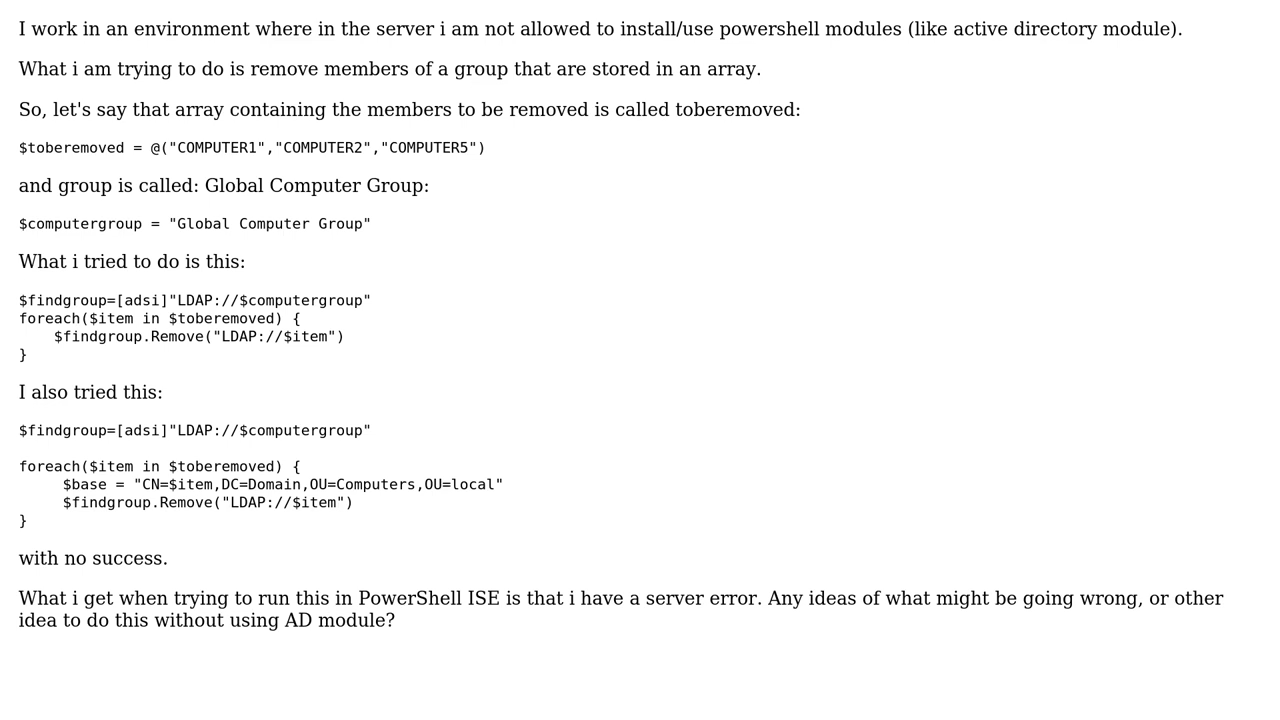 I work in an environment where in the server i am not allowed to install/use powershell modules (like active directory module).
What i am trying to do is remove members of a group that are stored in an array.
So, let's say that array containing the members to be removed is called toberemoved:
$toberemoved = @("COMPUTER1","COMPUTER2","COMPUTER5")
and group is called: Global Computer Group:
$computergroup = "Global Computer Group"
What i tried to do is this:
$findgroup=[adsi]"LDAP://$computergroup"
foreach($item in $toberemoved) {
    $findgroup.Remove("LDAP://$item")
}
I also tried this:
$findgroup=[adsi]"LDAP://$computergroup"
foreach($item in $toberemoved) {
     $base = "CN=$item,DC=Domain,OU=Computers,OU=local"
     $findgroup.Remove("LDAP://$item")
}
with no success.
What i get when trying to run this in PowerShell ISE is that i have a server error. Any ideas of what might be going wrong, or other
idea to do this without using AD module?